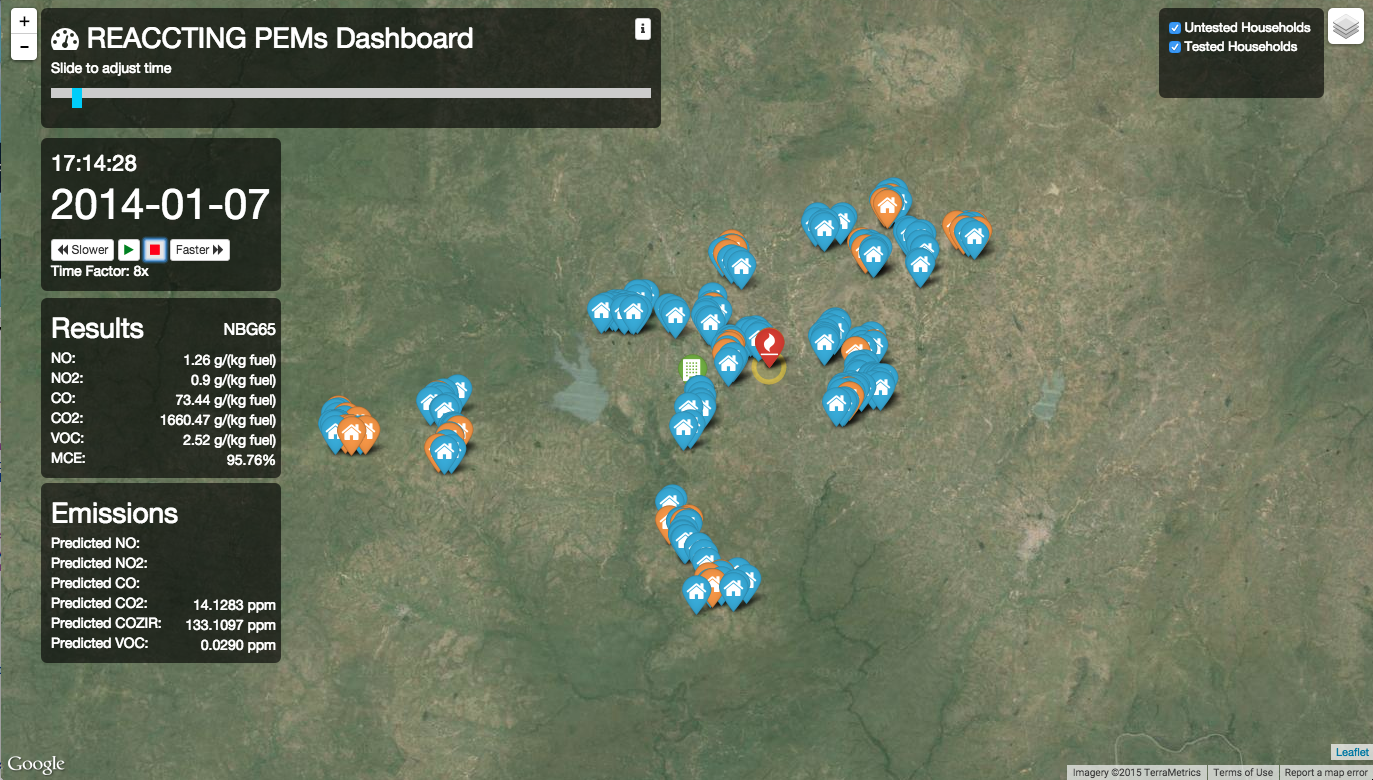 +
-
REACCTING PEMs Dashboard
i
Slide to adjust time
Untested Households
Tested Households
17:14:28
2014-01-07
Slower
Faster
Time Factor: 8x
Results NBG65
NO: 1.26 g/(kg fuel)
NO2: 0.9 g/(kg fuel)
CO: 73.44 g/(kg fuel)
CO2: 1660.47 g/(kg fuel)
VOC: 2.52 g/(kg fuel)
MCE: 95.76%
Emissions
Predicted NO:
Predicted NO2:
Predicted CO:
Predicted CO2: 14.1283 ppm
Predicted COZIR: 133.1097 ppm
Predicted VOC: 0.0290 ppm
Google
Leaflet
Imagery ©2015 TerraMetrics Terms of Use Report a map error